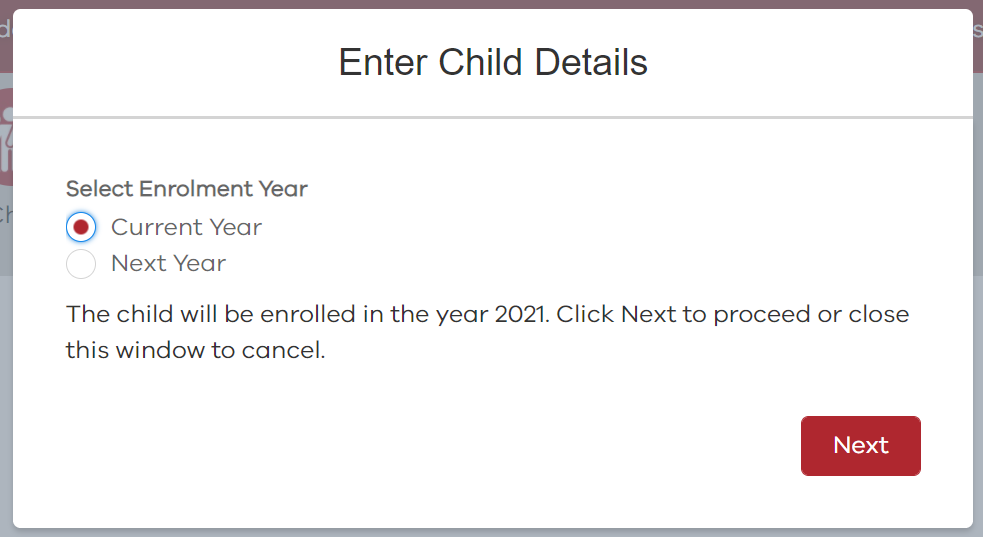 Enter Child Details
Select Enrolment Year
Current Year
Next Year
The child will be enrolled in the year 2021. Click Next to proceed or close
this window to cancel.
Next